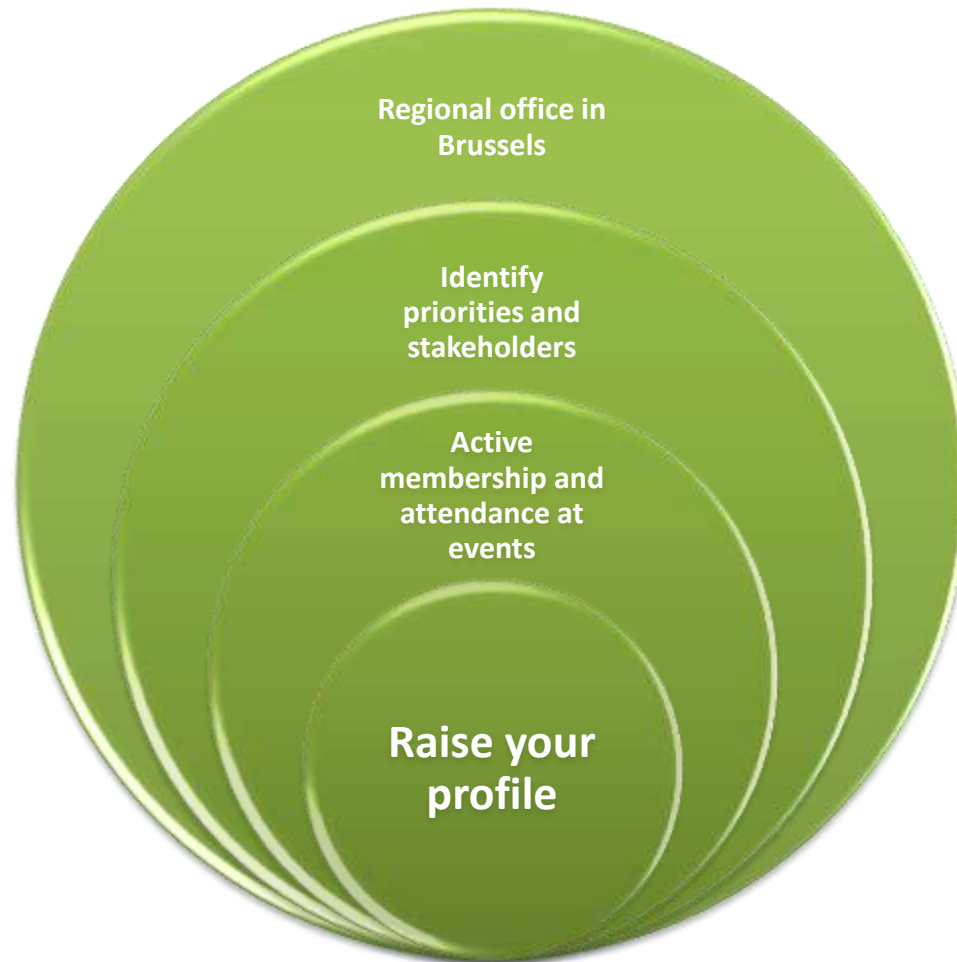 Regional office in
Brussels
Identify
priorities and
stakeholders
Active
membership and
attendance at
events
Raise your
profile